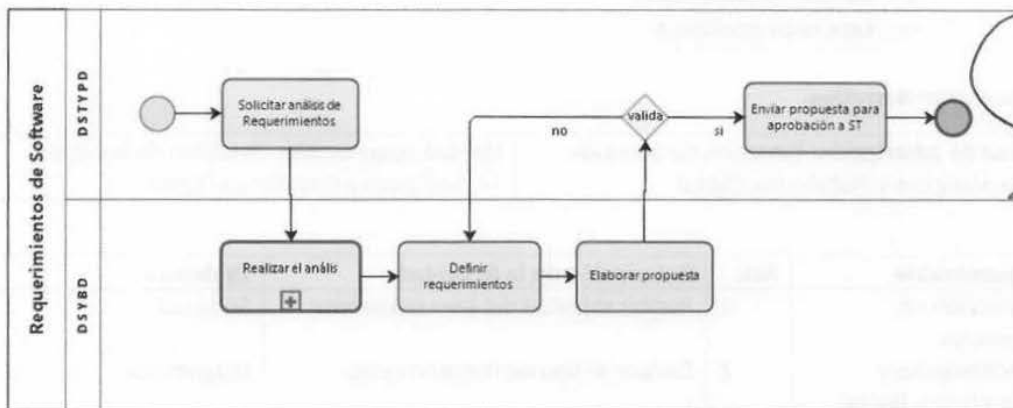 Requerimientos de Software
DSTYPD
Solicitar análisis de
Requerimientos
valida
no
si
Enviar propuesta para
aprobación a ST
DSYBD
Realizar el anális
Definir
requerimientos
Elaborar propuesta